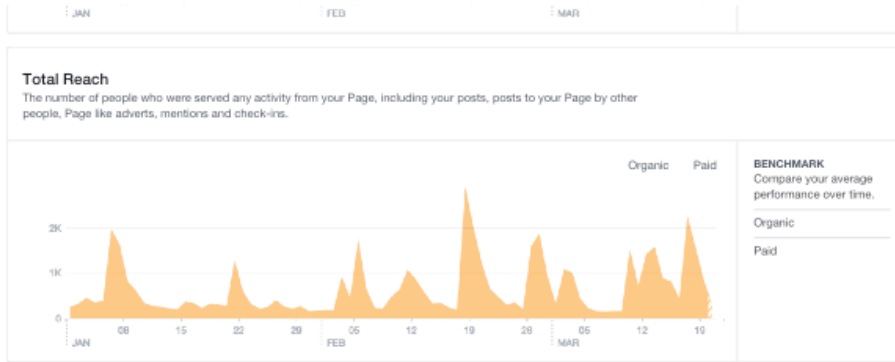 JAN FEB MAR
Total Reach
The number of people who were served any activity from your Page, including your posts, posts to your Page by other
people, Page like adverts, mentions and check-ins.
Organic Paid
BENCHMARK
Compare your average
performance over time.
Organic
Paid
2K
1K
0
08 15 22 29 05 12 19 26 05 12 19
JAN FEB MAR